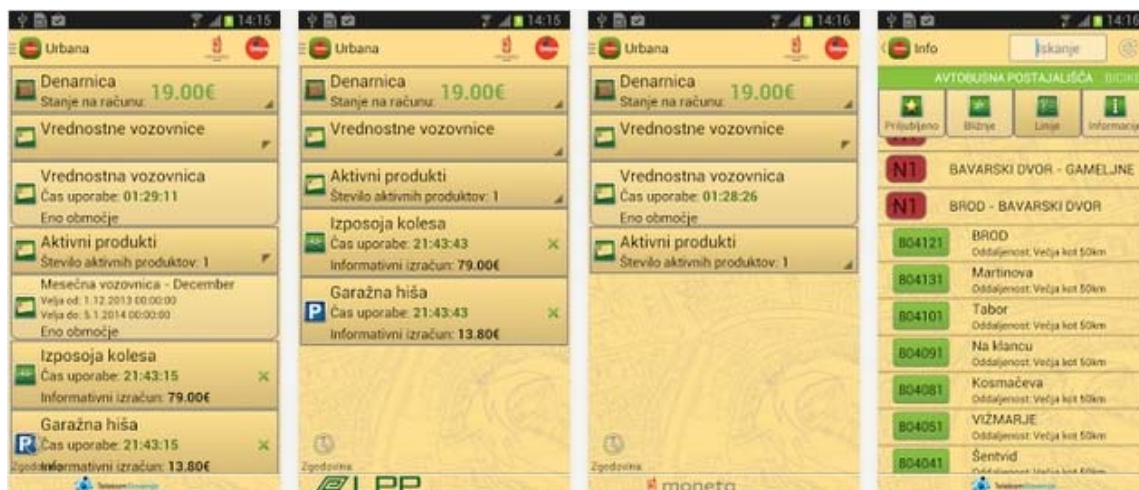 14:15
Urbana
Denarnica
Stanje na računu: 19.00€
Vrednostne vozovnice
Vrednostna vozovnica
Čas uporabe: 01:29:11
Eno območje
Aktivni produkti
Število aktivnih produktov: 1
Mesečna vozovnica - December
Velja od: 1.12.2013 00:00:00
Velja do: 5.1.2014 00:00:00
Eno območje
Izposoja kolesa
Čas uporabe: 21:43:15
Informativni izračun: 79.00€
Garažna hiša
Čas uporabe: 21:43:15
Informativni izračun: 13.80€
Zgodovina
14:15
Urbana
Denarnica
Stanje na računu: 19.00€
Vrednostne vozovnice
Aktivni produkti
Število aktivnih produktov: 1
Izposoja kolesa
Čas uporabe: 21:43:43
Informativni izračun: 79.00€
Garažna hiša
Čas uporabe: 21:43:43
Informativni izračun: 13.80€
Zgodovina
LPP
14:16
Urbana
Denarnica
Stanje na računu: 19.00€
Vrednostne vozovnice
Vrednostna vozovnica
Čas uporabe: 01:28:26
Eno območje
Aktivni produkti
Število aktivnih produktov: 1
Zgodovina
moneta
14:16
Info
Iskanje
AVTOBUSNA POSTAJALIŠČA BICIKE
Priljubljeno Bližnje Linije Informacije
N1 BAVARSKI DVOR - GAMELJNE
N1 BROD - BAVARSKI DVOR
804121 BROD
Oddaljenost: Večja kot 50km
804131 Martinova
Oddaljenost: Večja kot 50km
804101 Tabor
Oddaljenost: Večja kot 50km
804091 Na klancu
Oddaljenost: Večja kot 50km
804081 Kosmačeva
Oddaljenost: Večja kot 50km
804051 VIŽMARJE
Oddaljenost: Večja kot 50km
804041 Šentvid
Oddaljenost: Večja kot 50km